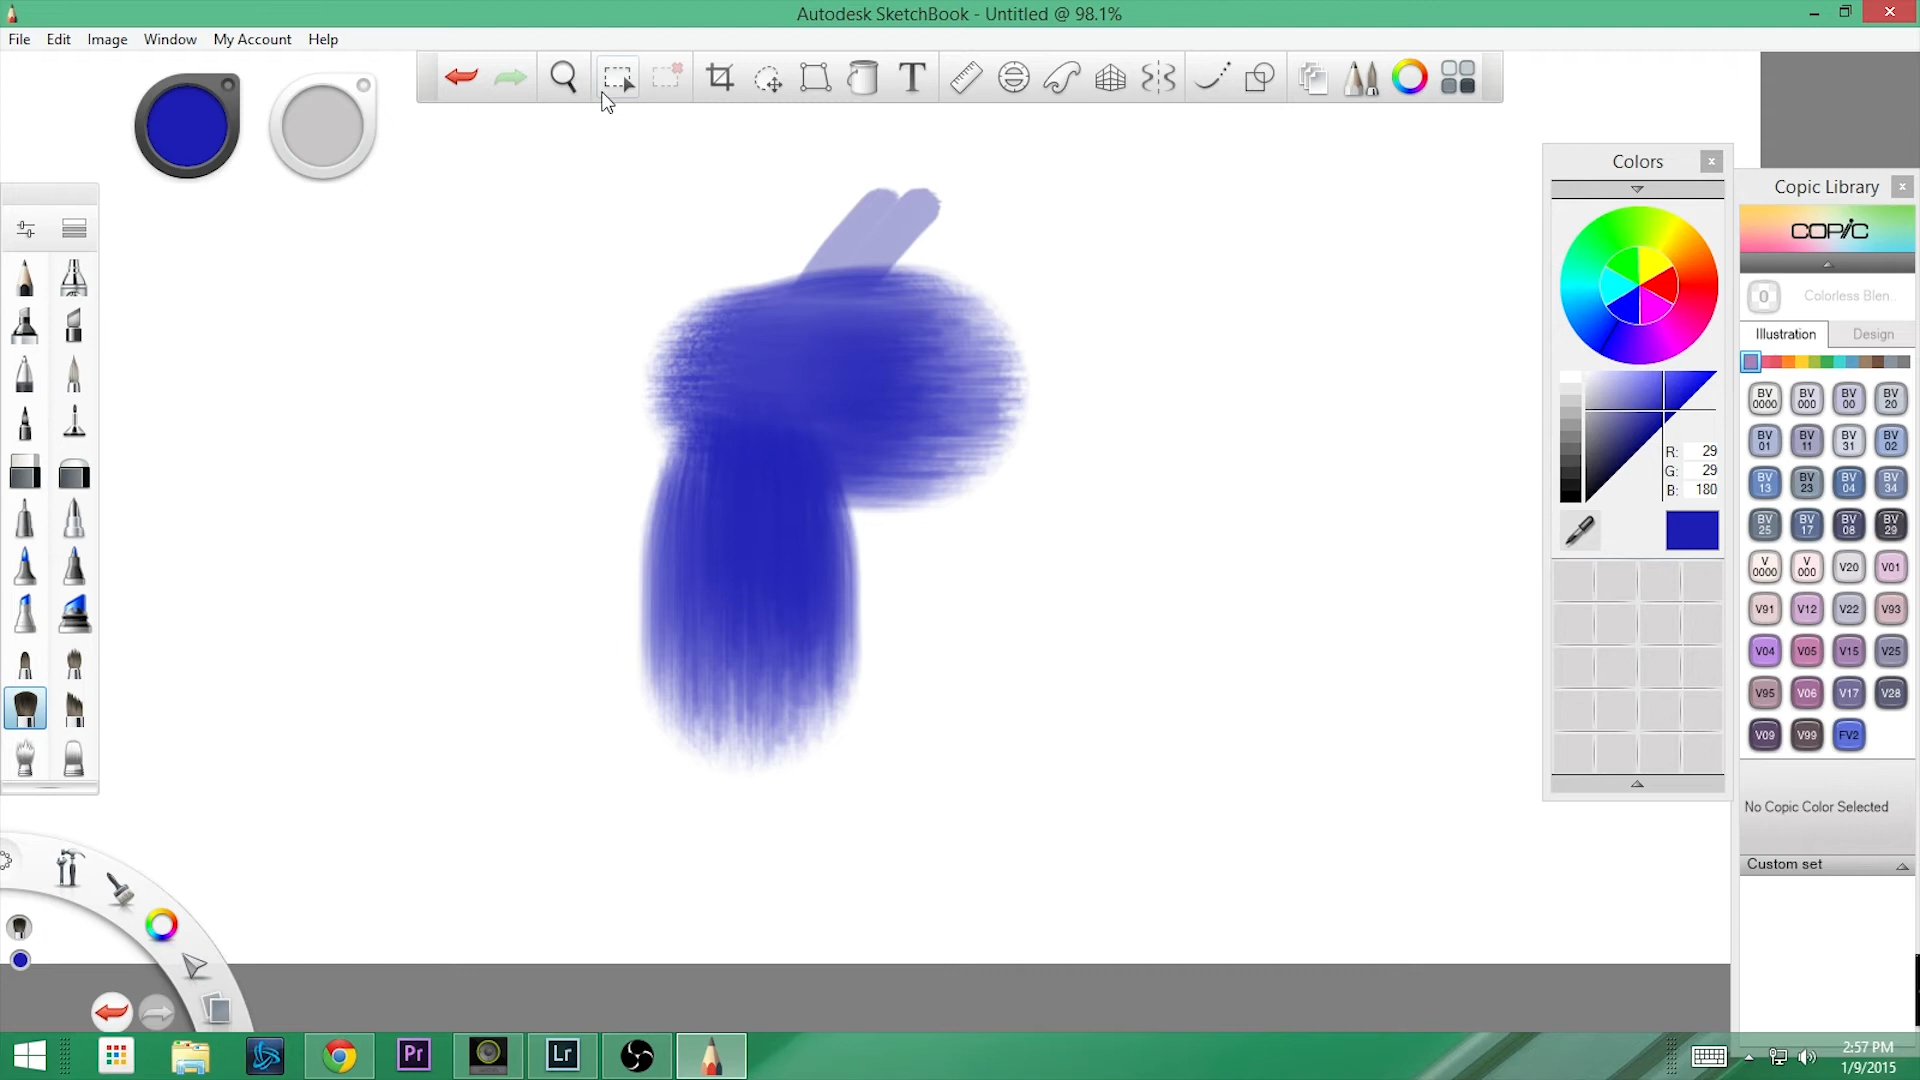 Autodesk SketchBook - Untitled @ 98.1%
File Edit Image Window My Account Help
T
Colors
Copic Library
COPIC
0 Colorless Blen..
Illustration Design
BV 0000 BV 000 BV 00 BV 20
BV 01 BV 11 BV 31 BV 02
BV 13 BV 23 BV 04 BV 34
BV 25 BV 17 BV 08 BV 29
V 0000 V 000 V20 V01
V91 V12 V22 V93
V04 V05 V15 V25
V95 V06 V17 V28
V09 V99 FV2
R: 29
G: 29
B: 180
No Copic Color Selected
Custom set
Pr
Lr
2:57 PM
1/9/2015